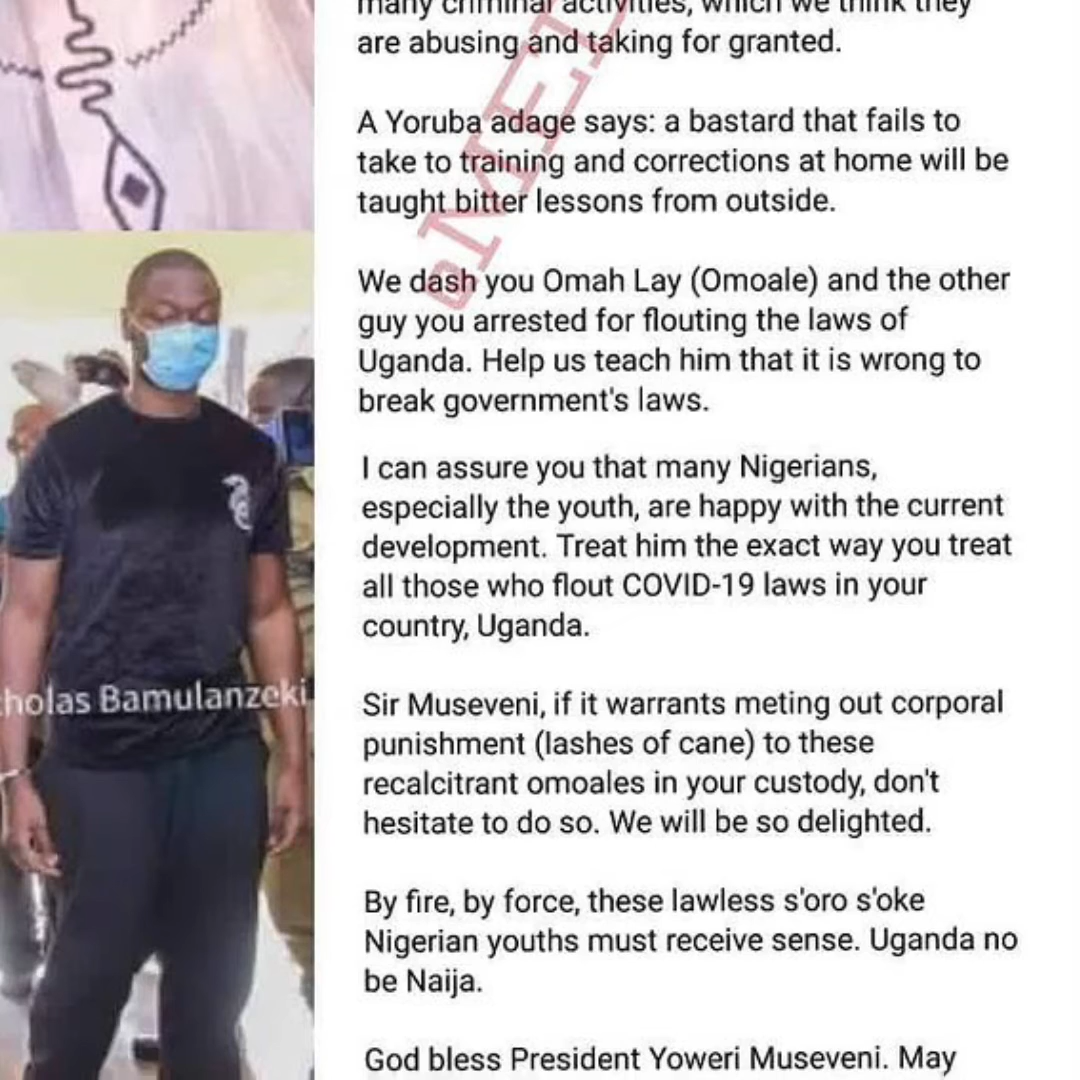 many criminal activities, which we think they
are abusing and taking for granted.
A Yoruba adage says: a bastard that fails to
take to training and corrections at home will be
taught bitter lessons from outside.
We dash you Omah Lay (Omoale) and the other
guy you arrested for flouting the laws of
Uganda. Help us teach him that it is wrong to
break government's laws.
I can assure you that many Nigerians,
especially the youth, are happy with the current
development. Treat him the exact way you treat
all those who flout COVID-19 laws in your
country, Uganda.
Sir Museveni, if it warrants meting out corporal
punishment (lashes of cane) to these
recalcitrant omoales in your custody, don't
hesitate to do so. We will be so delighted.
By fire, by force, these lawless s'oro s'oke
Nigerian youths must receive sense. Uganda no
be Naija.
God bless President Yoweri Museveni. May
cholas Bamulanzeki